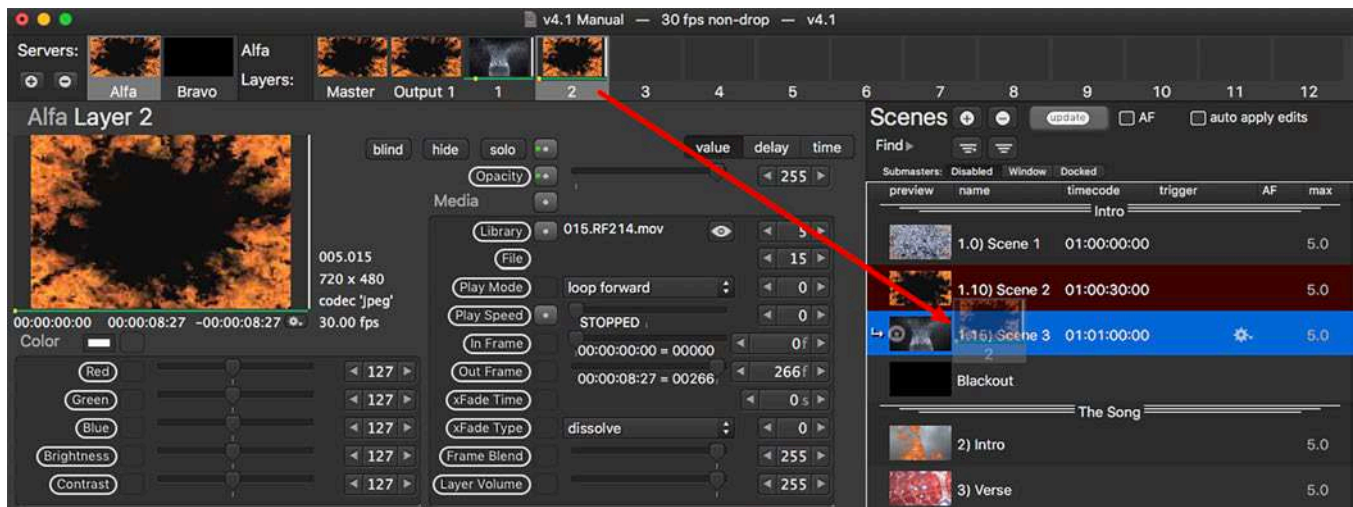 v4.1 Manual — 30 fps non-drop — v4.1
Servers:
Alfa
Layers:
Alfa Bravo
Master Output 1 1 2 3 4 5 6 7 8 9 10 11 12
Alfa Layer 2
blind hide solo value delay time
Opacity 255
Media
Library 015.RF214.mov 5
File 15
005.015
720 x 480
codec 'jpeg'
30.00 fps
Play Mode loop forward 0
Play Speed STOPPED 0
00:00:00:00 00:00:08:27 -00:00:08:27
In Frame 00:00:00:00 = 00000 0f
Out Frame 00:00:08:27 = 00266 266f
xFade Time 0 s
xFade Type dissolve 0
Frame Blend 255
Layer Volume 255
Color
Red 127
Green 127
Blue 127
Brightness 127
Contrast 127
Scenes update AF auto apply edits
Find
Submasters: Disabled Window Docked
preview name timecode trigger AF max
Intro
1.0) Scene 1 01:00:00:00 5.0
1.10) Scene 2 01:00:30:00 5.0
1.15) Scene 3 01:01:00:00 5.0
2
Blackout
The Song
2) Intro 5.0
3) Verse 5.0